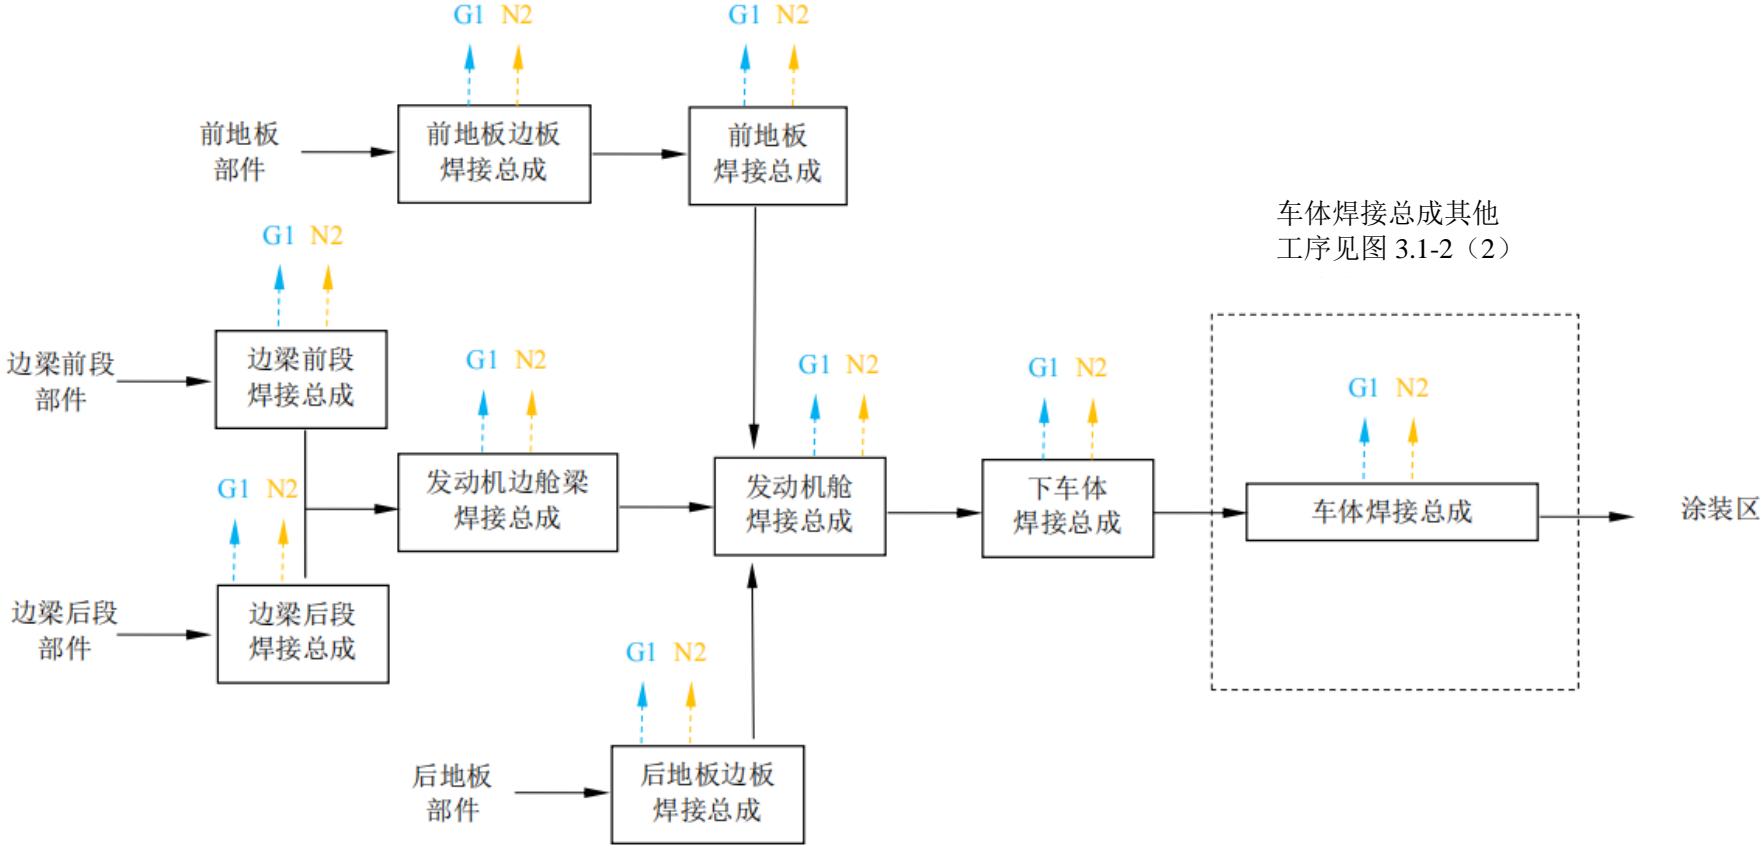 G1 N2
G1 N2
前地板
部件
前地板边板
焊接总成
前地板
焊接总成
车体焊接总成其他
工序见图 3.1-2（2）
G1 N2
边梁前段
部件
边梁前段
焊接总成
G1 N2
G1 N2
G1 N2
G1 N2
G1 N2
发动机边舱梁
焊接总成
发动机舱
焊接总成
下车体
焊接总成
车体焊接总成
涂装区
边梁后段
部件
边梁后段
焊接总成
G1 N2
后地板
部件
后地板边板
焊接总成